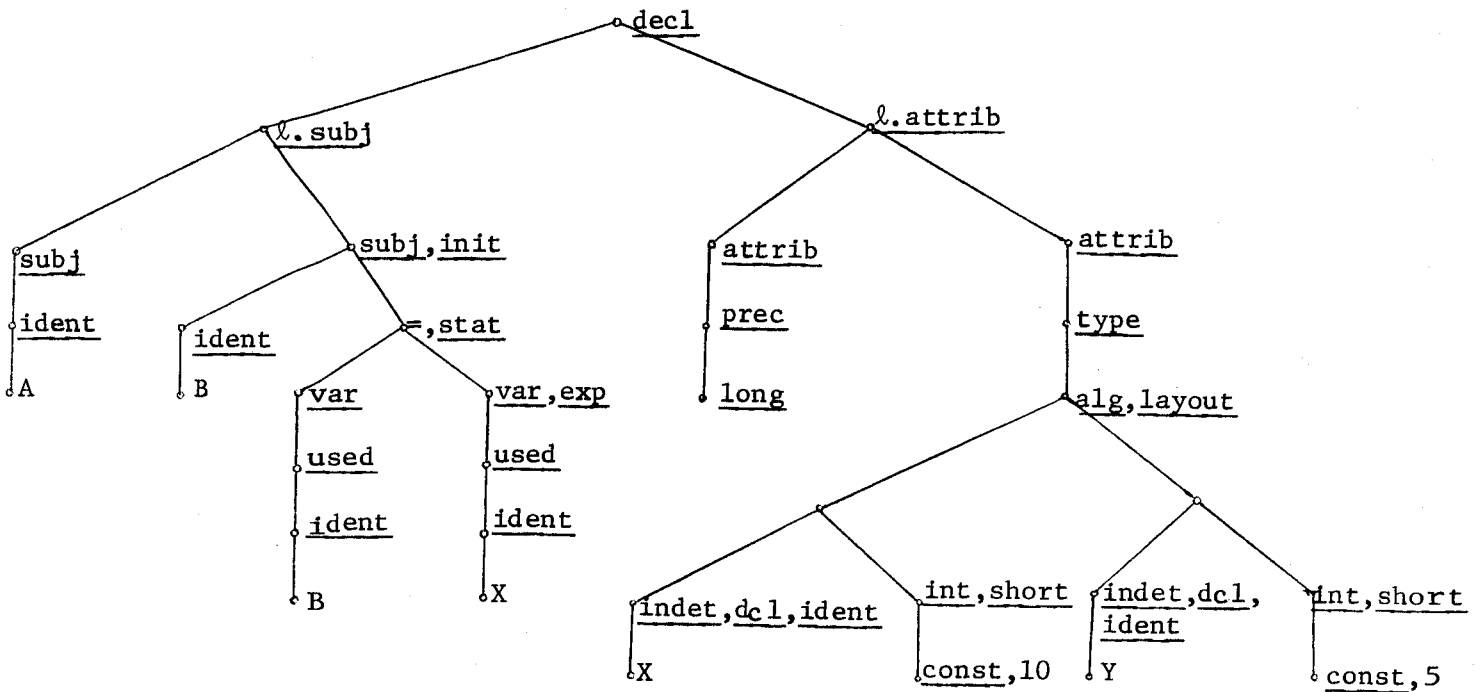 decl
ℓ.subj
ℓ.attrib
subj
subj,init
attrib
attrib
ident
ident
=,stat
prec
type
A
B
var
var,exp
long
alg,layout
used
used
ident
ident
B
X
indet,dcl,ident
int,short
indet,dcl,
ident
int,short
X
const,10
Y
const,5